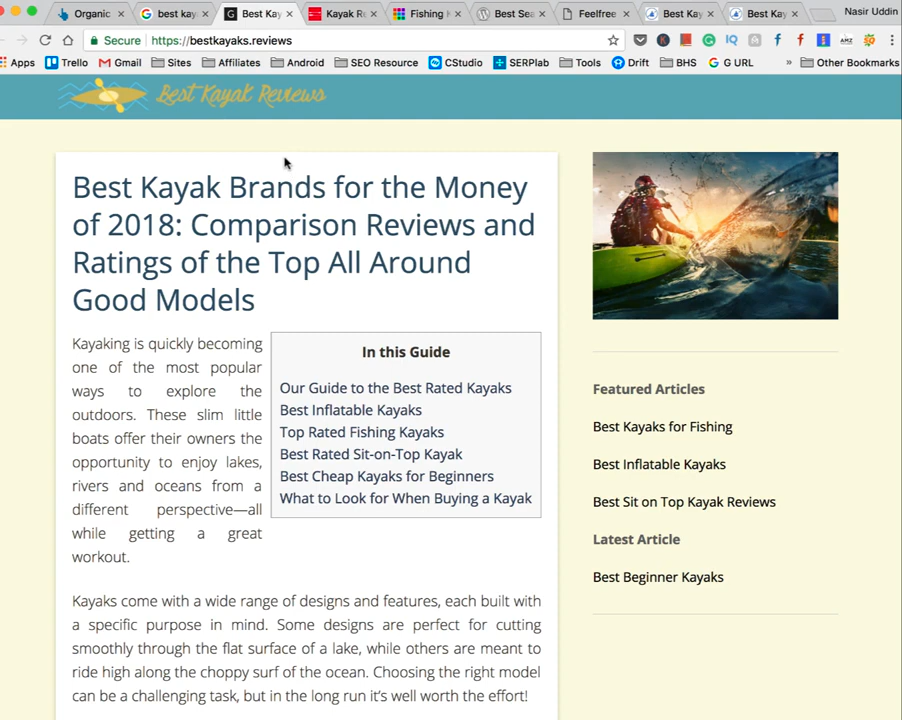 Organic
best kay
Best Kay
Kayak Re
Fishing
Best Sea
Feelfree
Best Kay
Best Kay
Nasir Uddin
Secure
https://bestkayaks.reviews
Apps
Trello
Gmail
Sites
Affiliates
Android
SEO Resource
CStudio
SERPlab
Tools
Drift
BHS
G URL
»
Other Bookmarks
Best Kayak Reviews
Best Kayak Brands for the Money
of 2018: Comparison Reviews and
Ratings of the Top All Around
Good Models
Kayaking is quickly becoming
one of the most popular
ways to explore the
outdoors. These slim little
boats offer their owners the
opportunity to enjoy lakes,
rivers and oceans from a
different perspective—all
while getting a great
workout.
In this Guide
Our Guide to the Best Rated Kayaks
Best Inflatable Kayaks
Top Rated Fishing Kayaks
Best Rated Sit-on-Top Kayak
Best Cheap Kayaks for Beginners
What to Look for When Buying a Kayak
Kayaks come with a wide range of designs and features, each built with
a specific purpose in mind. Some designs are perfect for cutting
smoothly through the flat surface of a lake, while others are meant to
ride high along the choppy surf of the ocean. Choosing the right model
can be a challenging task, but in the long run it's well worth the effort!
Featured Articles
Best Kayaks for Fishing
Best Inflatable Kayaks
Best Sit on Top Kayak Reviews
Latest Article
Best Beginner Kayaks